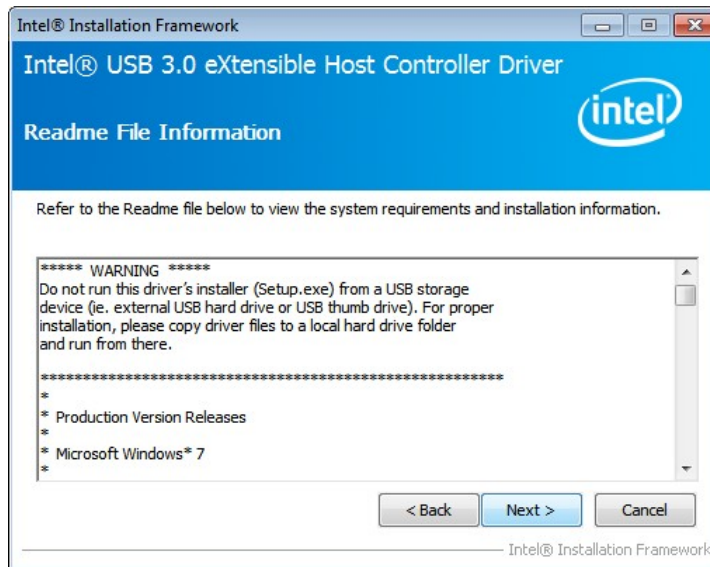 Intel® Installation Framework
Intel® USB 3.0 eXtensible Host Controller Driver
intel
Readme File Information
Refer to the Readme file below to view the system requirements and installation information.
***** WARNING *****
Do not run this driver's installer (Setup.exe) from a USB storage
device (ie. external USB hard drive or USB thumb drive). For proper
installation, please copy driver files to a local hard drive folder
and run from there.
*******************************************************
*
* Production Version Releases
*
* Microsoft Windows* 7
*
< Back Next > Cancel
Intel® Installation Framework